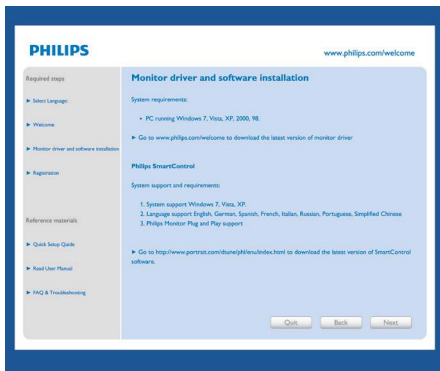 PHILIPS
www.philips.com/welcome
Required steps
Select Language:
Welcome
Monitor driver and software installation
Registration
Reference materials
Quick Setup Quide
Read User Manual
FAQ & Troubleshooting
Monitor driver and software installation
System requirements:
• PC running Windows 7, Vista, XP, 2000, 98.
► Go to www.philips.com/welcome to download the latest version of monitor driver
Philips SmartControl
System support and requirements:
1. System support Windows 7, Vista, XP.
2. Language support English, German, Spanish, French, Italian, Russian, Portuguese, Simplified Chinese
3. Philips Monitor Plug and Play support
► Go to http://www.portrait.com/dtune/phl/enu/index.html to download the latest version of SmartControl
software.
Quit
Back
Next